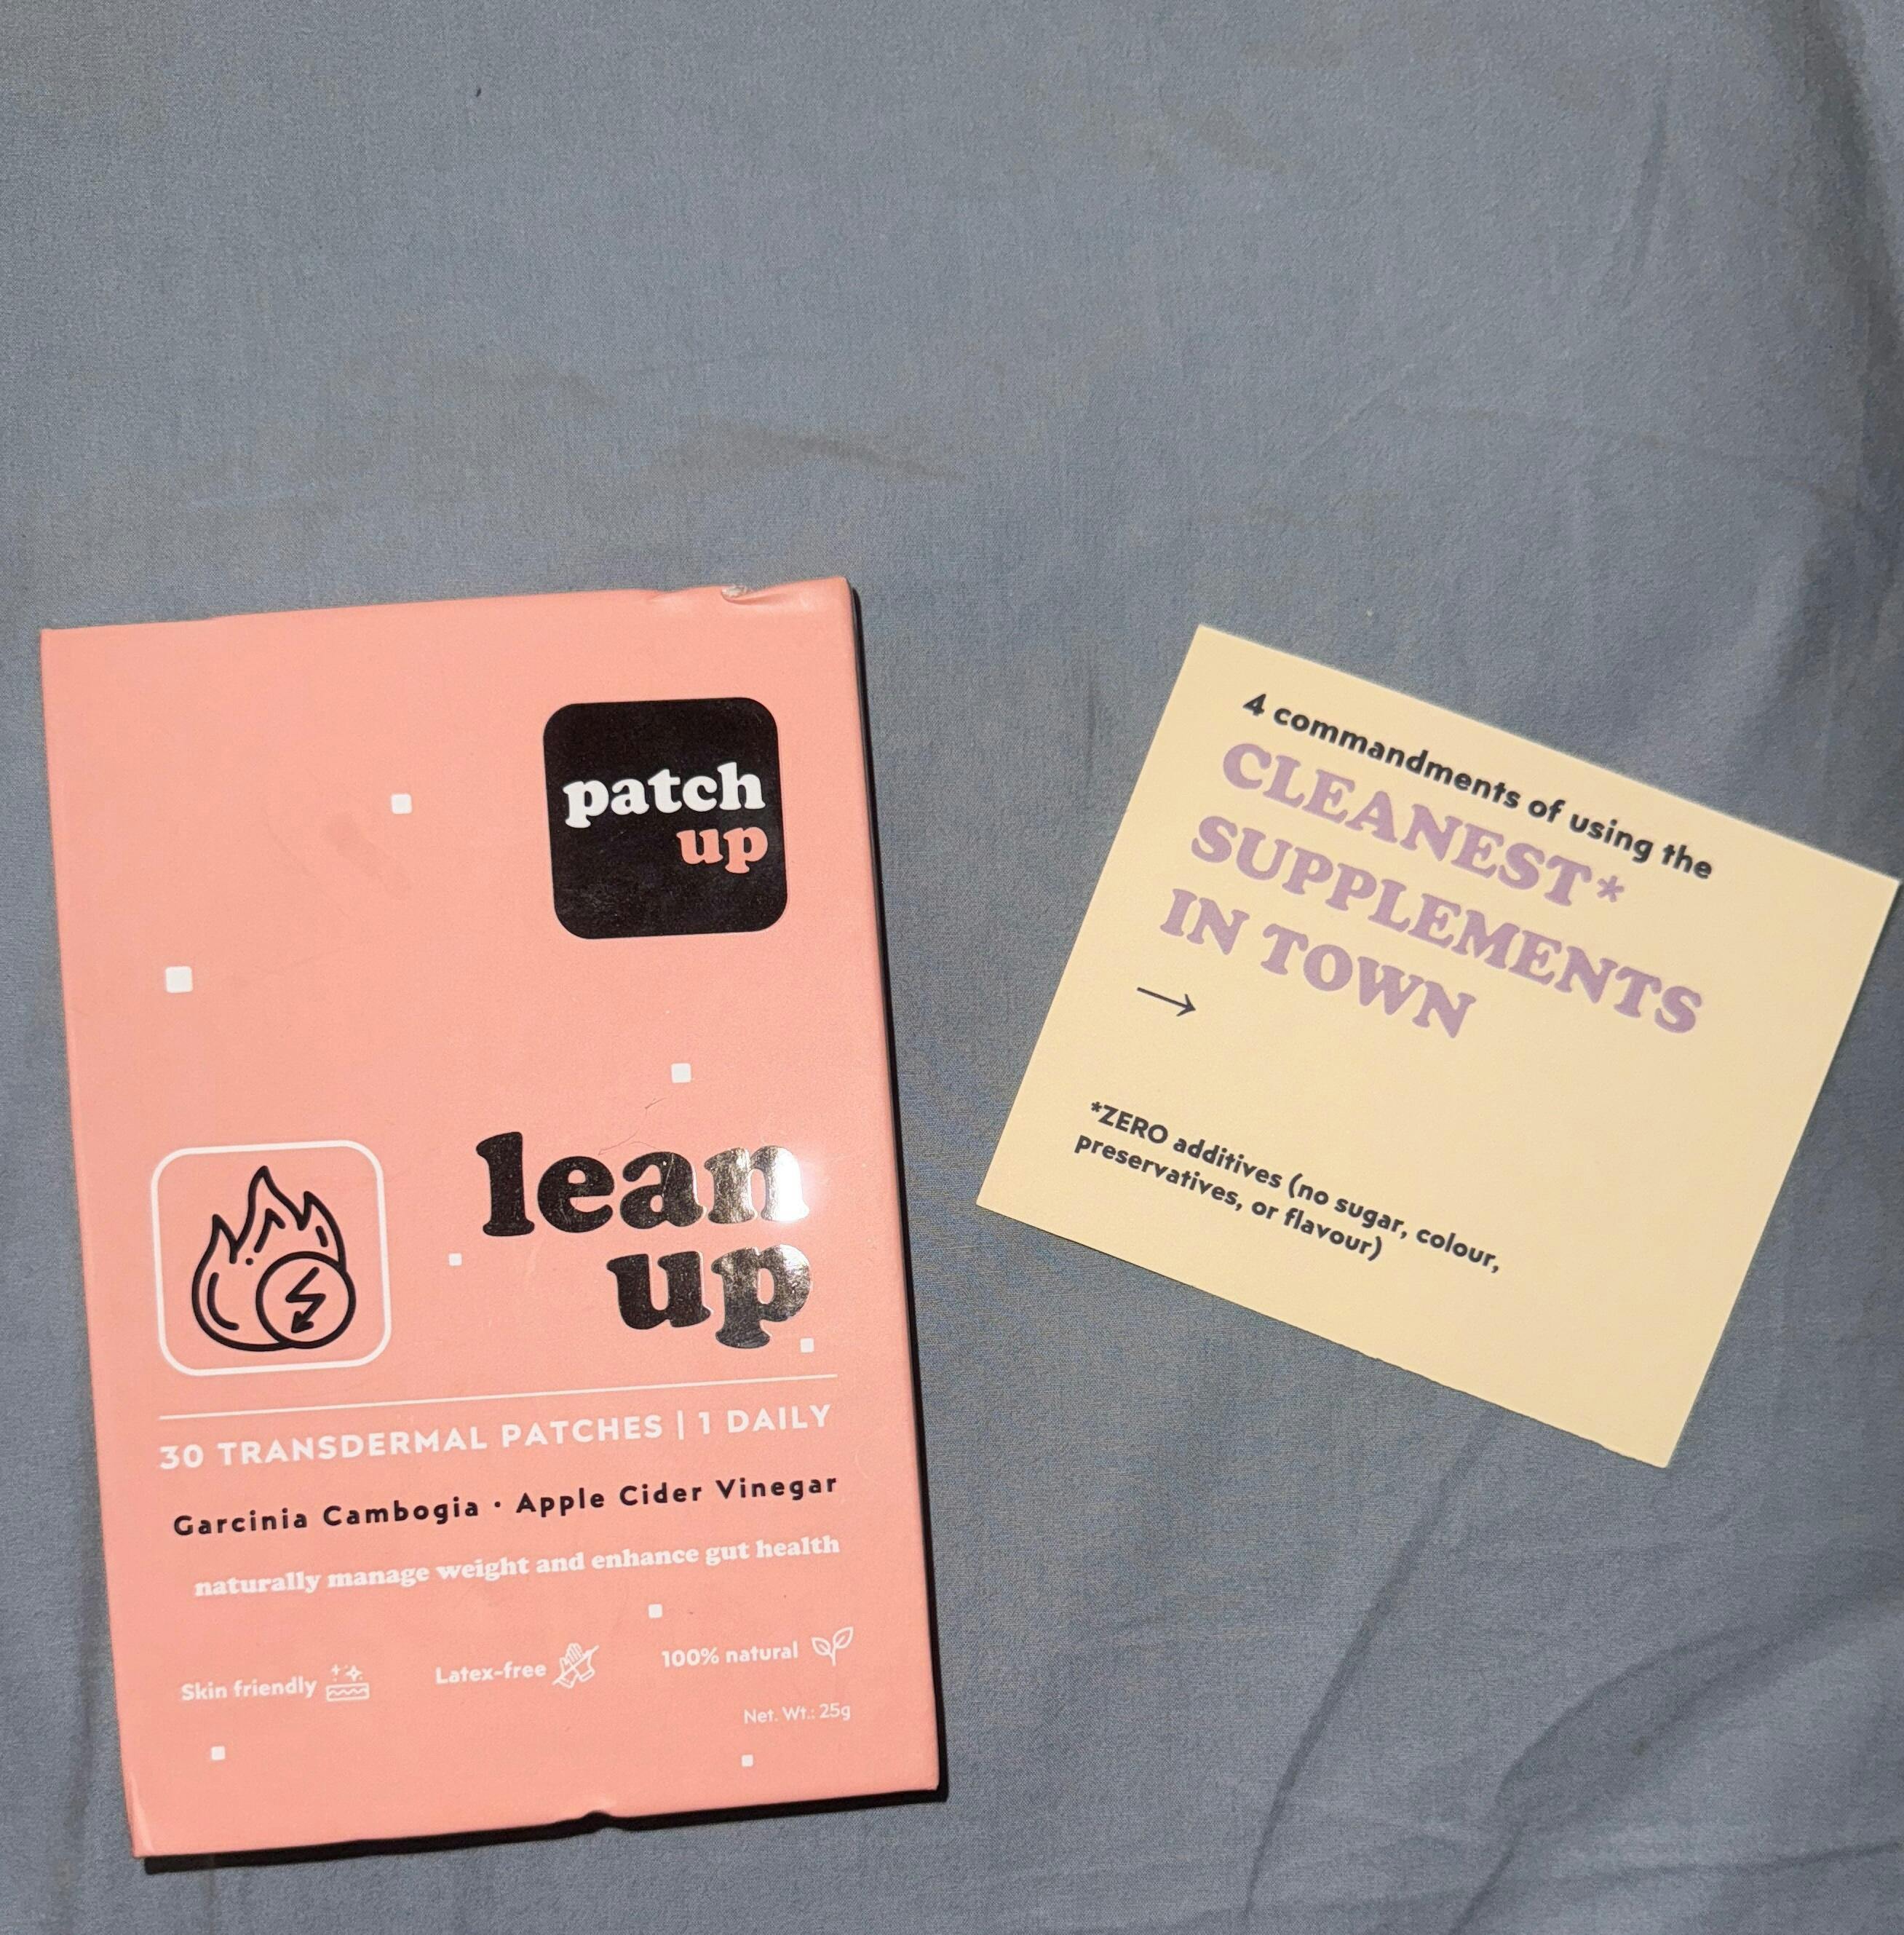 patch
up
lean
up
30 TRANSDERMAL PATCHES | 1 DAILY
Garcinia Cambogia · Apple Cider Vinegar
naturally manage weight and enhance gut health
Skin friendly
Latex-free
100% natural
Net. Wt.: 25g
4 commandments of using the
CLEANEST*
SUPPLEMENTS
IN TOWN
→
*ZERO additives (no sugar, colour,
preservatives, or flavour)